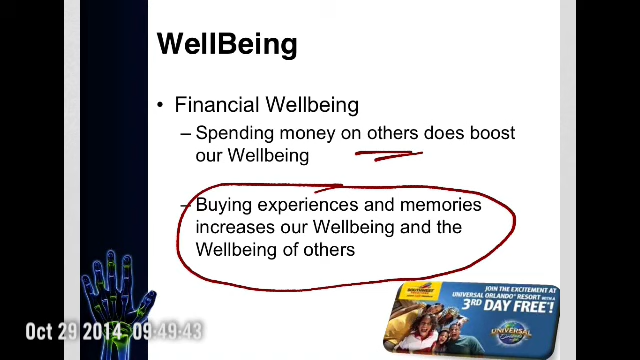 WellBeing
• Financial Wellbeing
– Spending money on others does boost
our Wellbeing
– Buying experiences and memories
increases our Wellbeing and the
Wellbeing of others
SOUTHWEST
JOIN THE EXCITEMENT AT
UNIVERSAL ORLANDO RESORT WITH A
3RD DAY FREE!
UNIVERSAL
Oct 29 2014 09:49:43